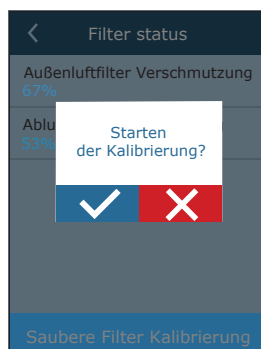 Filter status
Außenluftfilter Verschmutzung
67%
Ablu
53%
Starten
der Kalibrierung?
Saubere Filter Kalibrierung